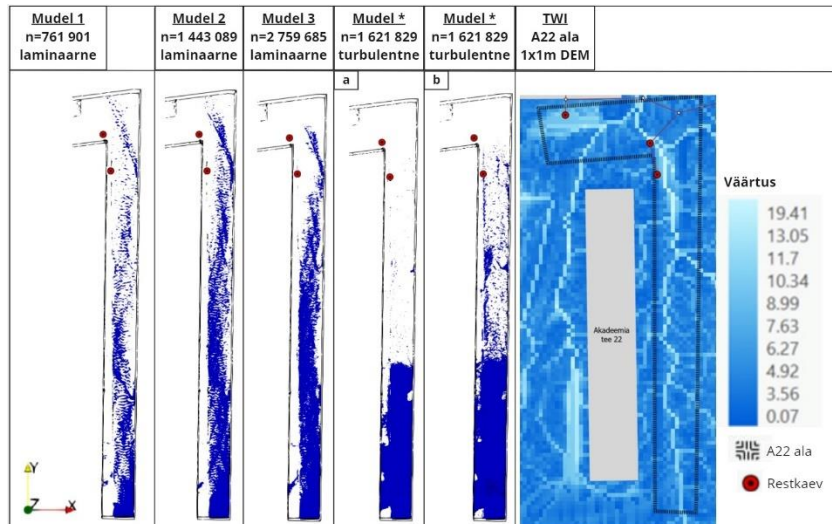 Mudel 1
n=761 901
laminaarne
Mudel 2
n=1 443 089
laminaarne
Mudel 3
n=2 759 685
laminaarne
Mudel *
n=1 621 829
turbulentne
Mudel *
n=1 621 829
turbulentne
TWI
A22 ala
1x1m DEM
a
b
Väärtus
19.41
13.05
11.7
10.34
8.99
7.63
6.27
4.92
3.56
0.07
Akadeemia
tee 22
A22 ala
Restkaev
Y
Z
X